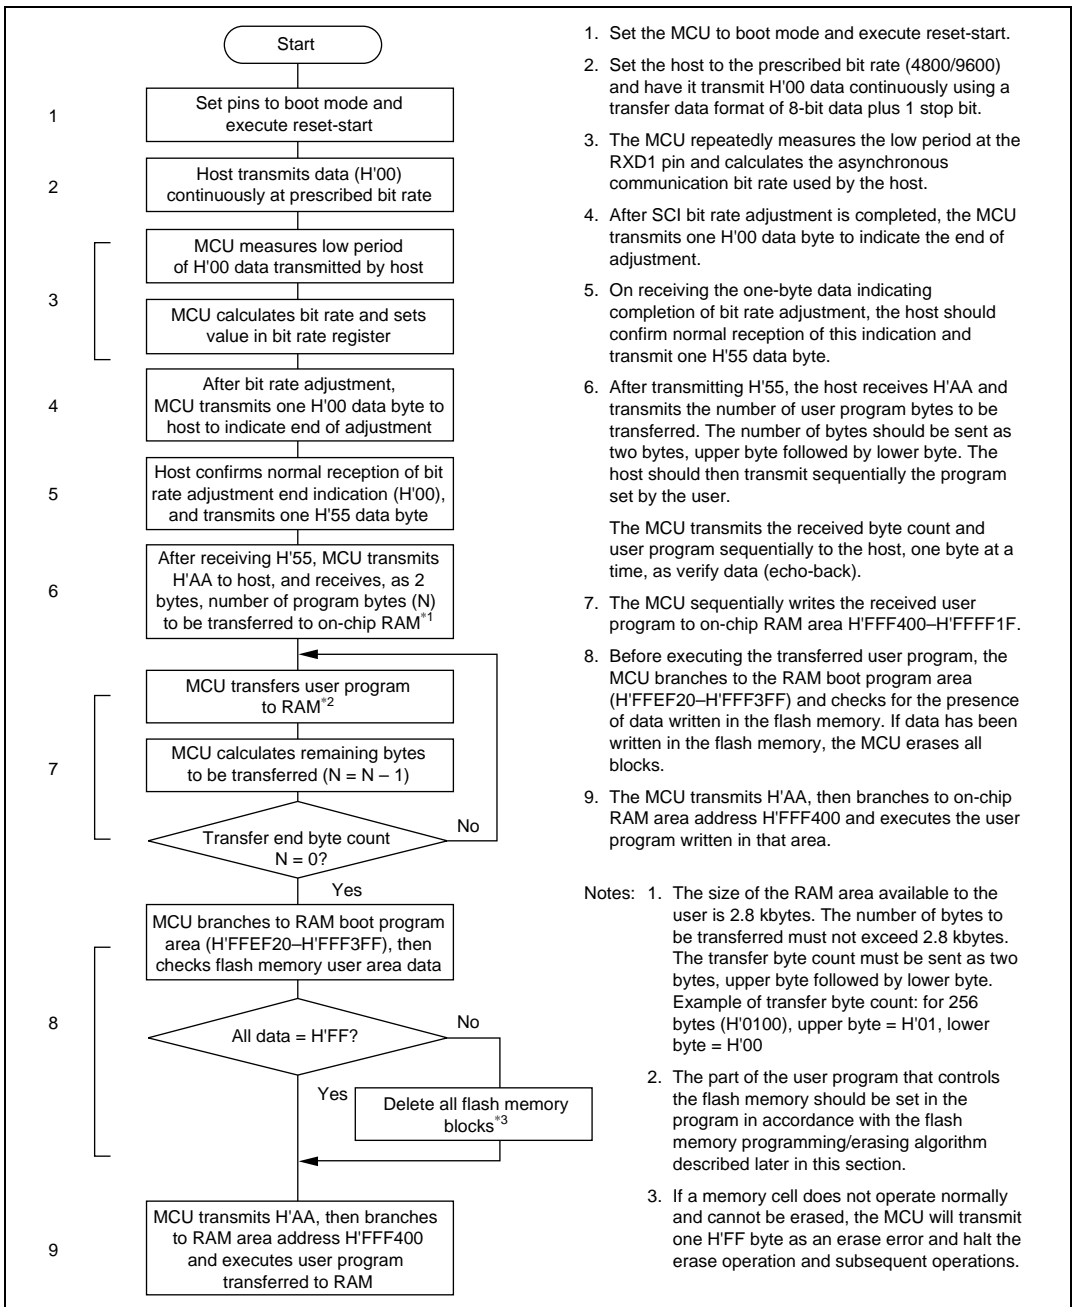 Start
1
Set pins to boot mode and
execute reset-start
2
Host transmits data (H'00)
continuously at prescribed bit rate
3
MCU measures low period
of H'00 data transmitted by host
MCU calculates bit rate and sets
value in bit rate register
4
After bit rate adjustment,
MCU transmits one H'00 data byte to
host to indicate end of adjustment
5
Host confirms normal reception of bit
rate adjustment end indication (H'00),
and transmits one H'55 data byte
6
After receiving H'55, MCU transmits
H'AA to host, and receives, as 2
bytes, number of program bytes (N)
to be transferred to on-chip RAM*1
7
MCU transfers user program
to RAM*2
MCU calculates remaining bytes
to be transferred (N = N – 1)
Transfer end byte count
N = 0?
No
Yes
8
MCU branches to RAM boot program
area (H'FFEF20–H'FFF3FF), then
checks flash memory user area data
All data = H'FF?
No
Yes
Delete all flash memory
blocks*3
9
MCU transmits H'AA, then branches
to RAM area address H'FFF400
and executes user program
transferred to RAM
1. Set the MCU to boot mode and execute reset-start.
2. Set the host to the prescribed bit rate (4800/9600)
and have it transmit H'00 data continuously using a
transfer data format of 8-bit data plus 1 stop bit.
3. The MCU repeatedly measures the low period at the
RXD1 pin and calculates the asynchronous
communication bit rate used by the host.
4. After SCI bit rate adjustment is completed, the MCU
transmits one H'00 data byte to indicate the end of
adjustment.
5. On receiving the one-byte data indicating
completion of bit rate adjustment, the host should
confirm normal reception of this indication and
transmit one H'55 data byte.
6. After transmitting H'55, the host receives H'AA and
transmits the number of user program bytes to be
transferred. The number of bytes should be sent as
two bytes, upper byte followed by lower byte. The
host should then transmit sequentially the program
set by the user.
The MCU transmits the received byte count and
user program sequentially to the host, one byte at a
time, as verify data (echo-back).
7. The MCU sequentially writes the received user
program to on-chip RAM area H'FFF400–H'FFFF1F.
8. Before executing the transferred user program, the
MCU branches to the RAM boot program area
(H'FFEF20–H'FFF3FF) and checks for the presence
of data written in the flash memory. If data has been
written in the flash memory, the MCU erases all
blocks.
9. The MCU transmits H'AA, then branches to on-chip
RAM area address H'FFF400 and executes the user
program written in that area.
Notes: 1. The size of the RAM area available to the
user is 2.8 kbytes. The number of bytes to
be transferred must not exceed 2.8 kbytes.
The transfer byte count must be sent as two
bytes, upper byte followed by lower byte.
Example of transfer byte count: for 256
bytes (H'0100), upper byte = H'01, lower
byte = H'00
2. The part of the user program that controls
the flash memory should be set in the
program in accordance with the flash
memory programming/erasing algorithm
described later in this section.
3. If a memory cell does not operate normally
and cannot be erased, the MCU will transmit
one H'FF byte as an erase error and halt the
erase operation and subsequent operations.